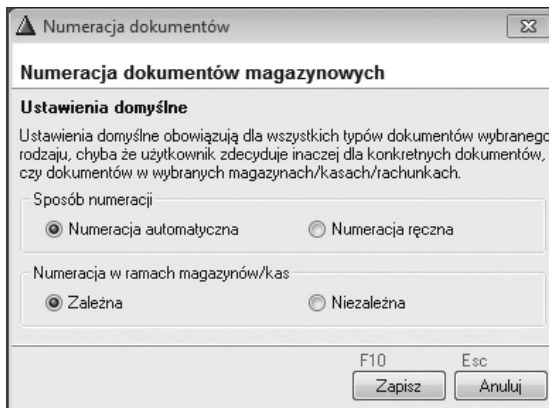 Numeracja dokumentów
Numeracja dokumentów magazynowych
Ustawienia domyślne
Ustawienia domyślne obowiązują dla wszystkich typów dokumentów wybranego
rodzaju, chyba że użytkownik zdecyduje inaczej dla konkretnych dokumentów,
czy dokumentów w wybranych magazynach/kasach/rachunkach.
Sposób numeracji
Numeracja automatyczna Numeracja ręczna
Numeracja w ramach magazynów/kas
Zależna Niezależna
F10 Esc
Zapisz Anuluj